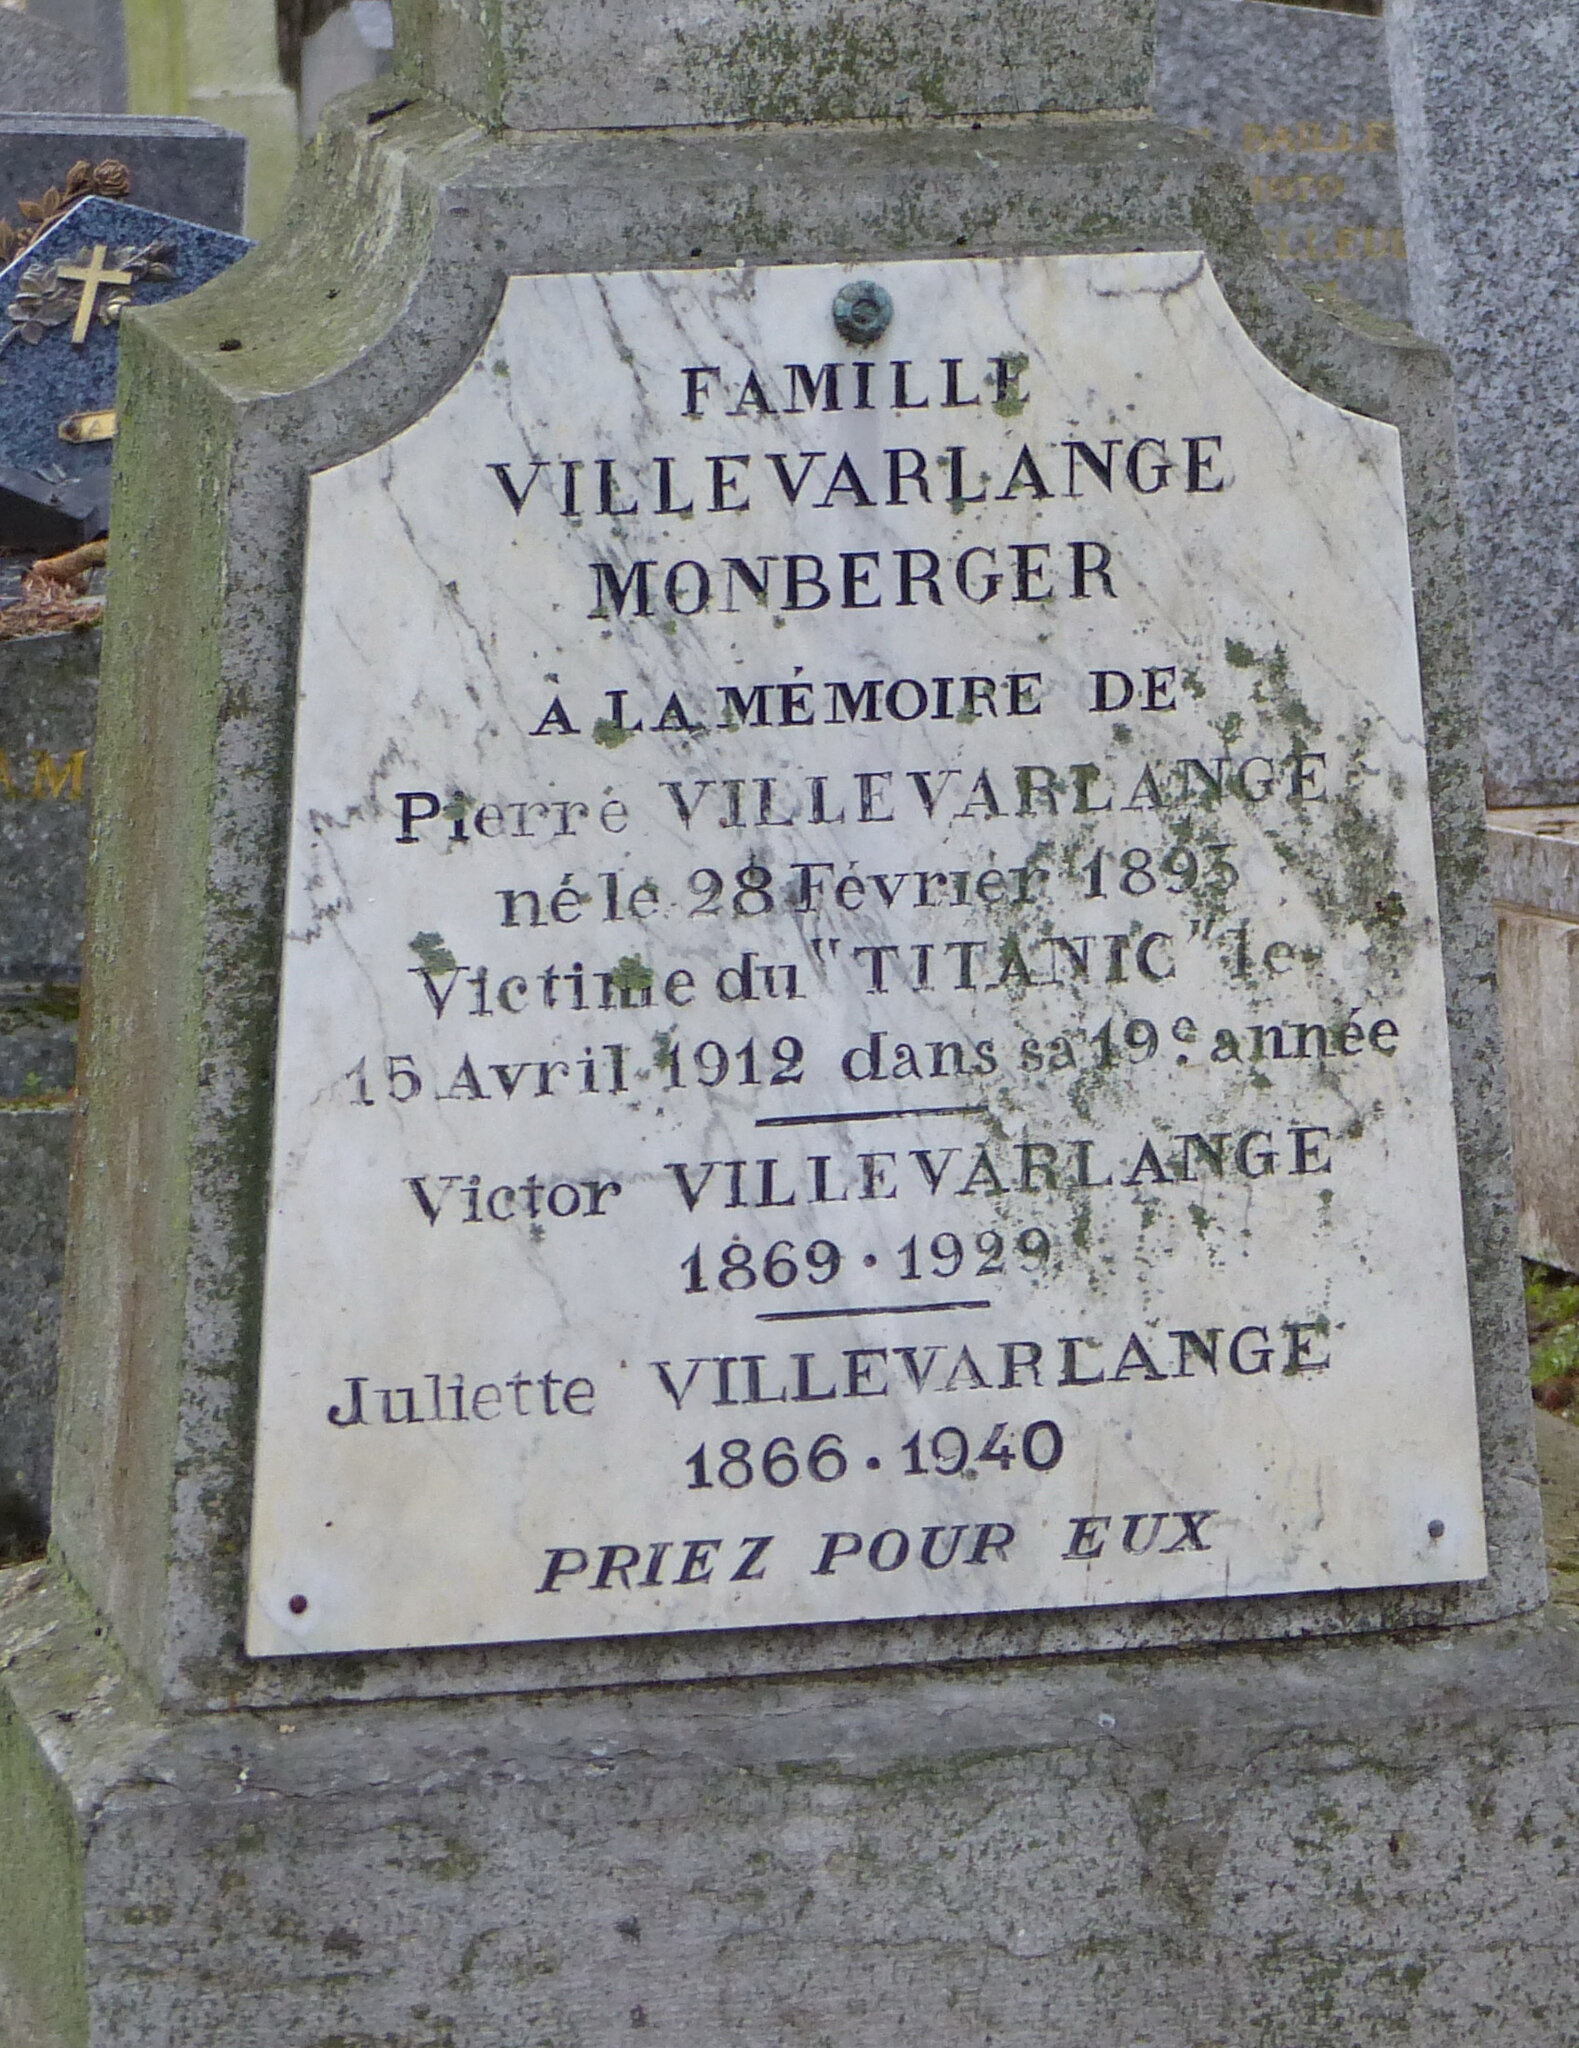 FAMILLE
VILLEVARLANGE
MONBERGER
À LA MÉMOIRE DE
Pierre VILLEVARLANGE
né le 28 Février 1893
Victime du "TITANIC" le
15 Avril 1912 dans sa 19e année
Victor VILLEVARLANGE
1869 · 1929
Juliette VILLEVARLANGE
1866 · 1940
PRIEZ POUR EUX